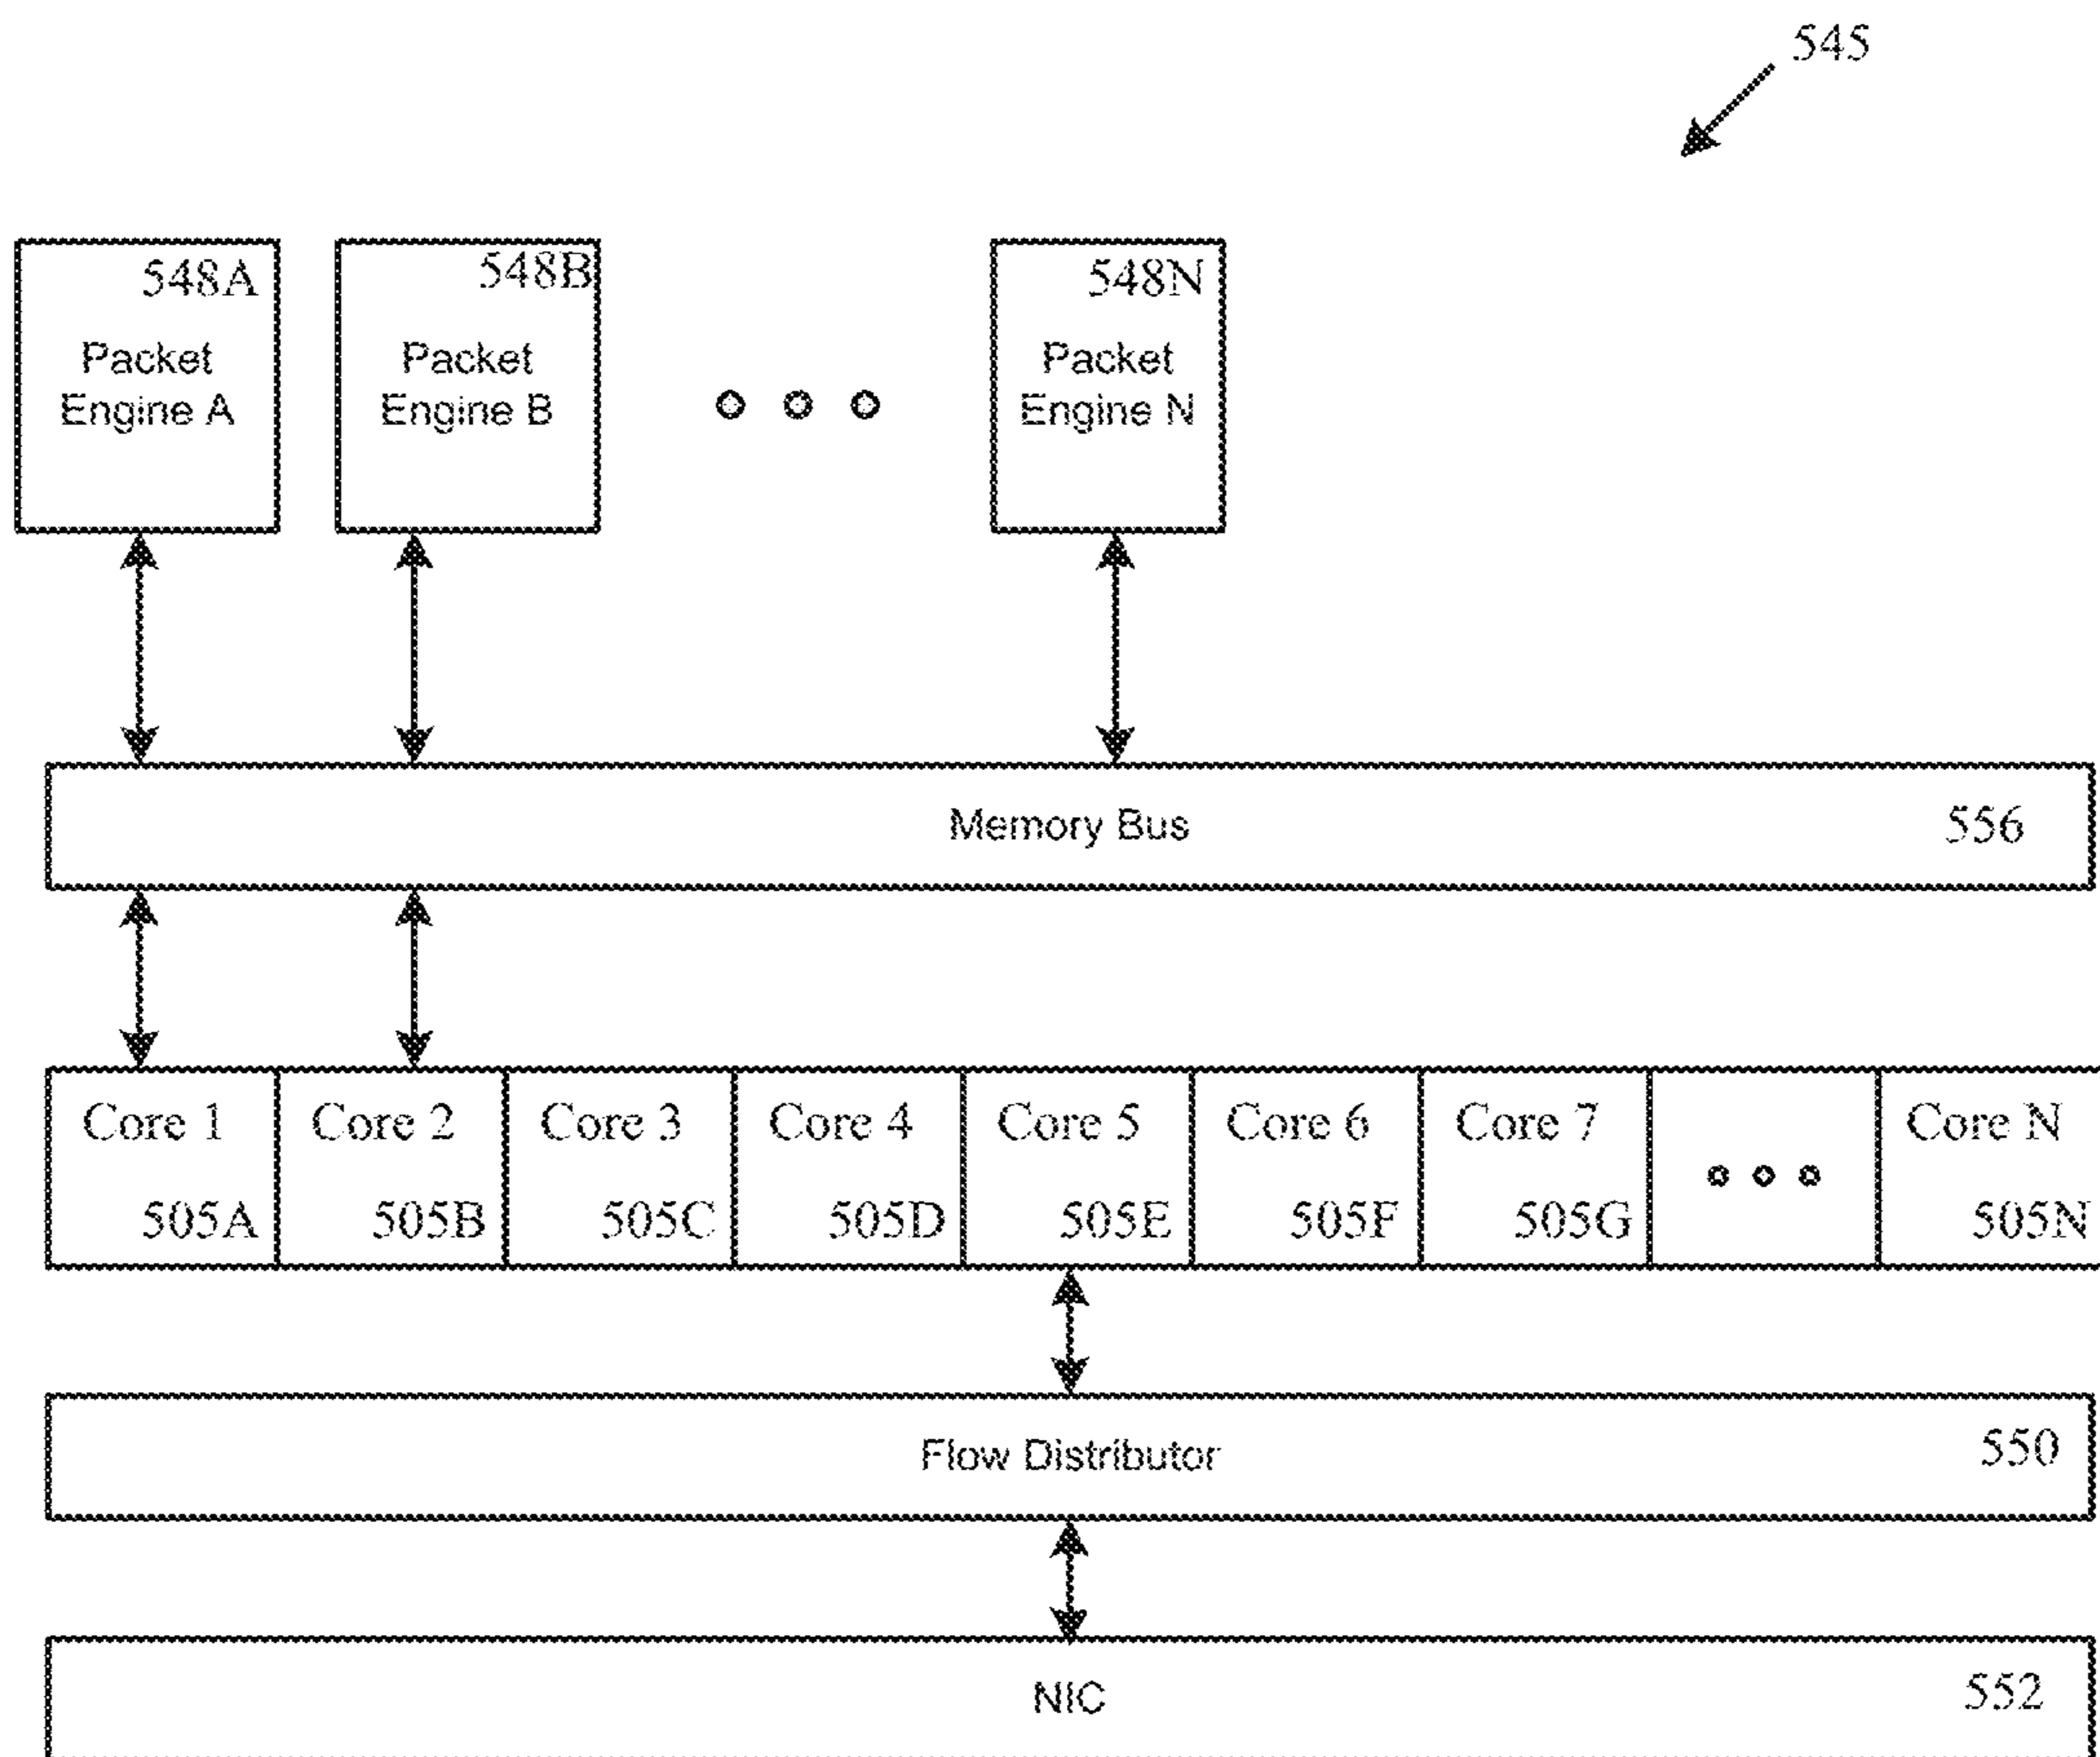 545
548A
Packet
Engine A
548B
Packet
Engine B
548N
Packet
Engine N
Memory Bus
556
Core 1
505A
Core 2
505B
Core 3
505C
Core 4
505D
Core 5
505E
Core 6
505F
Core 7
505G
Core N
505N
Flow Distributor
550
NIC
552